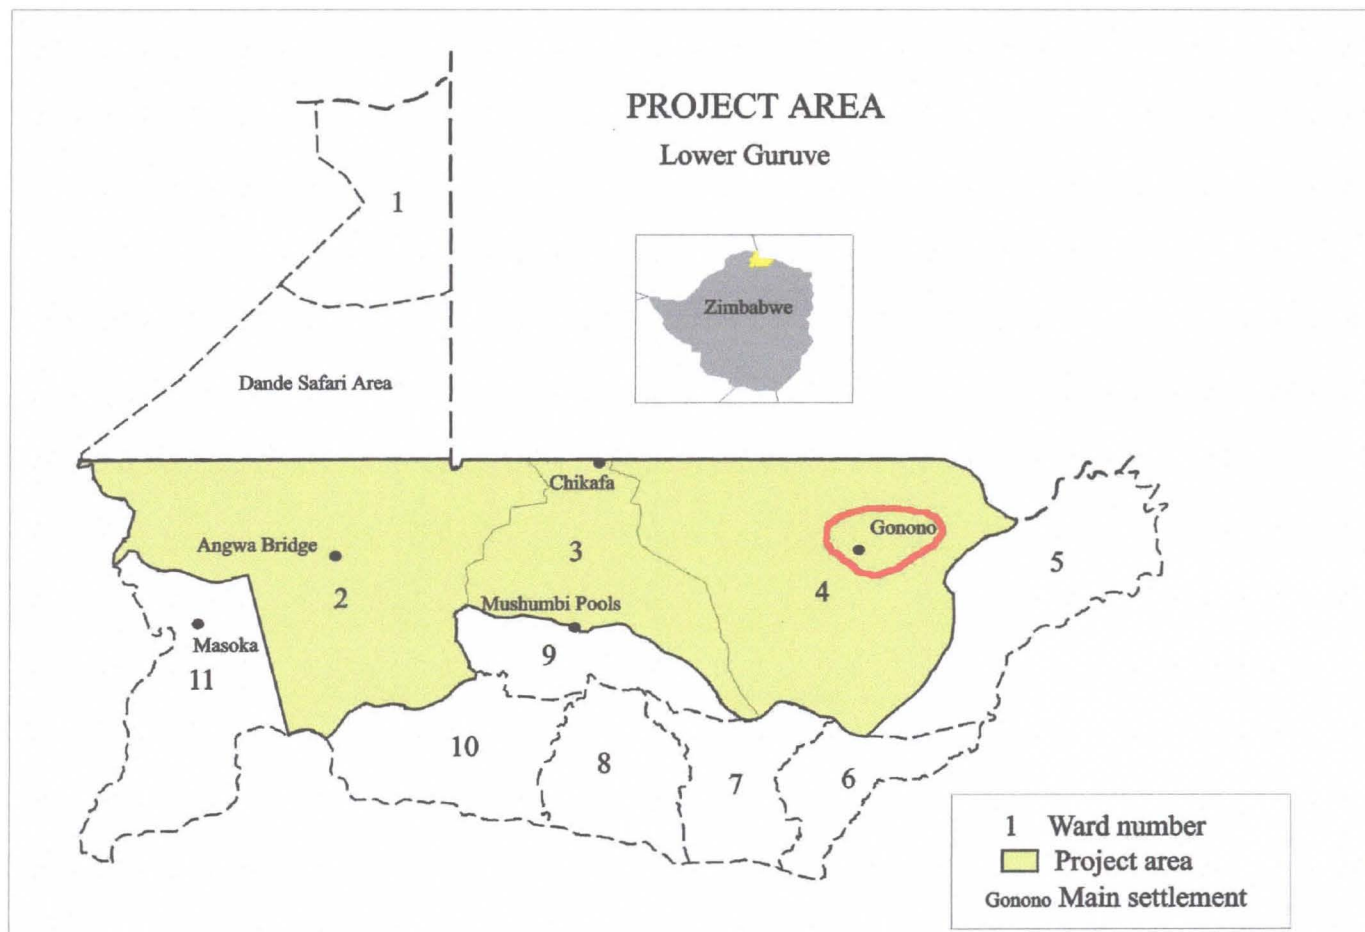 PROJECT AREA
Lower Guruve
1
Zimbabwe
Dande Safari Area
Chikafa
Gonono
Angwa Bridge
3
5
2
4
Mushumbi Pools
Masoka
9
11
10
8
7
6
1 Ward number
Project area
Gonono Main settlement